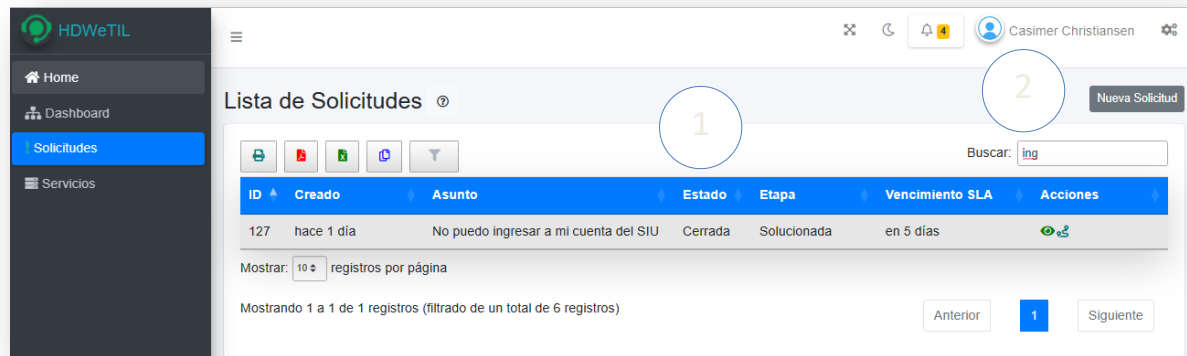 HDWeTIL
4
Casimer Christiansen
Home
Dashboard
Solicitudes
Servicios
Lista de Solicitudes
1
2
Nueva Solicitud
Buscar: ing
ID Creado Asunto Estado Etapa Vencimiento SLA Acciones
127 hace 1 día No puedo ingresar a mi cuenta del SIU Cerrada Solucionada en 5 días
Mostrar: 10 registros por página
Mostrando 1 a 1 de 1 registros (filtrado de un total de 6 registros)
Anterior 1 Siguiente